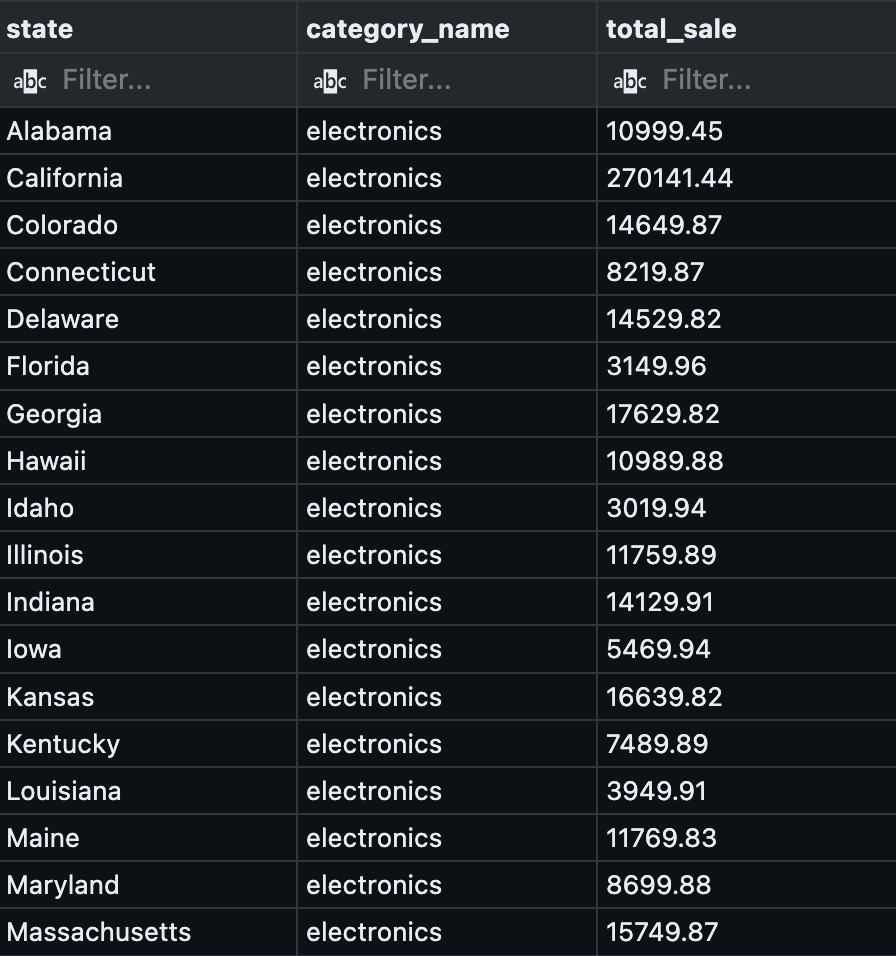 state category_name total_sale
abc Filter... abc Filter... abc Filter...
Alabama electronics 10999.45
California electronics 270141.44
Colorado electronics 14649.87
Connecticut electronics 8219.87
Delaware electronics 14529.82
Florida electronics 3149.96
Georgia electronics 17629.82
Hawaii electronics 10989.88
Idaho electronics 3019.94
Illinois electronics 11759.89
Indiana electronics 14129.91
Iowa electronics 5469.94
Kansas electronics 16639.82
Kentucky electronics 7489.89
Louisiana electronics 3949.91
Maine electronics 11769.83
Maryland electronics 8699.88
Massachusetts electronics 15749.87